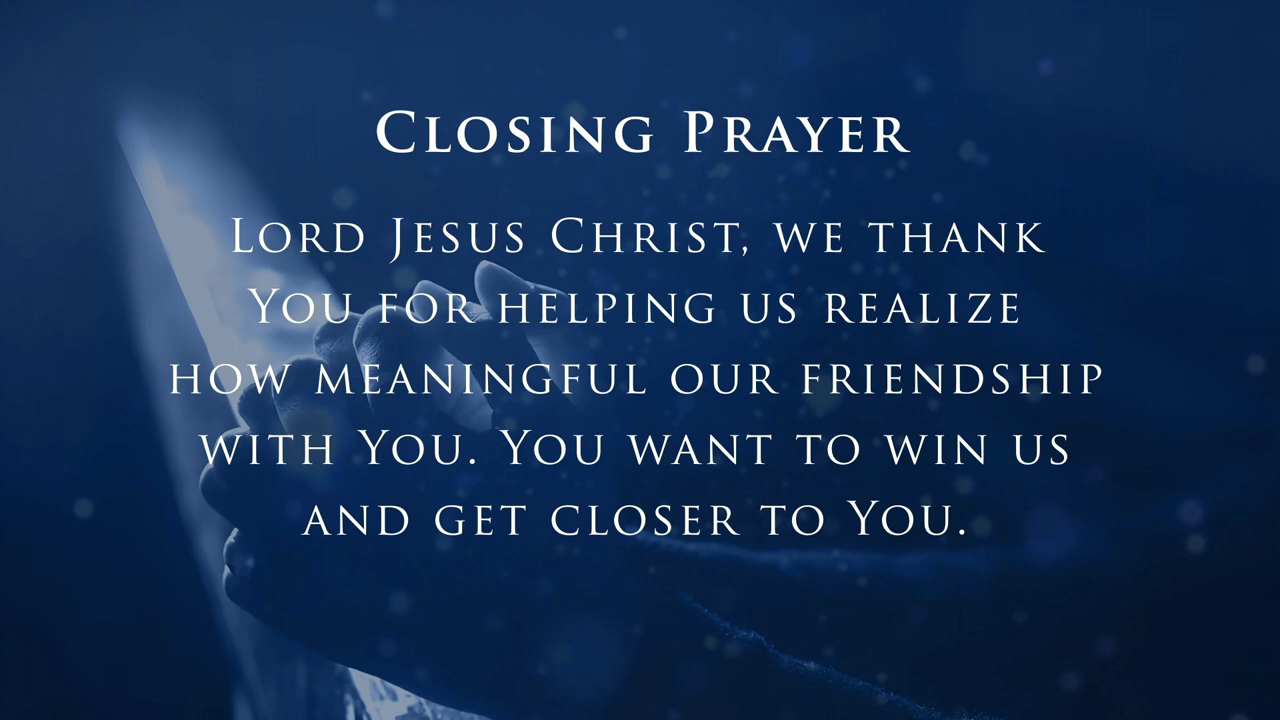 Closing Prayer
Lord Jesus Christ, we thank
You for helping us realize
how meaningful our friendship
with You. You want to win us
and get closer to You.